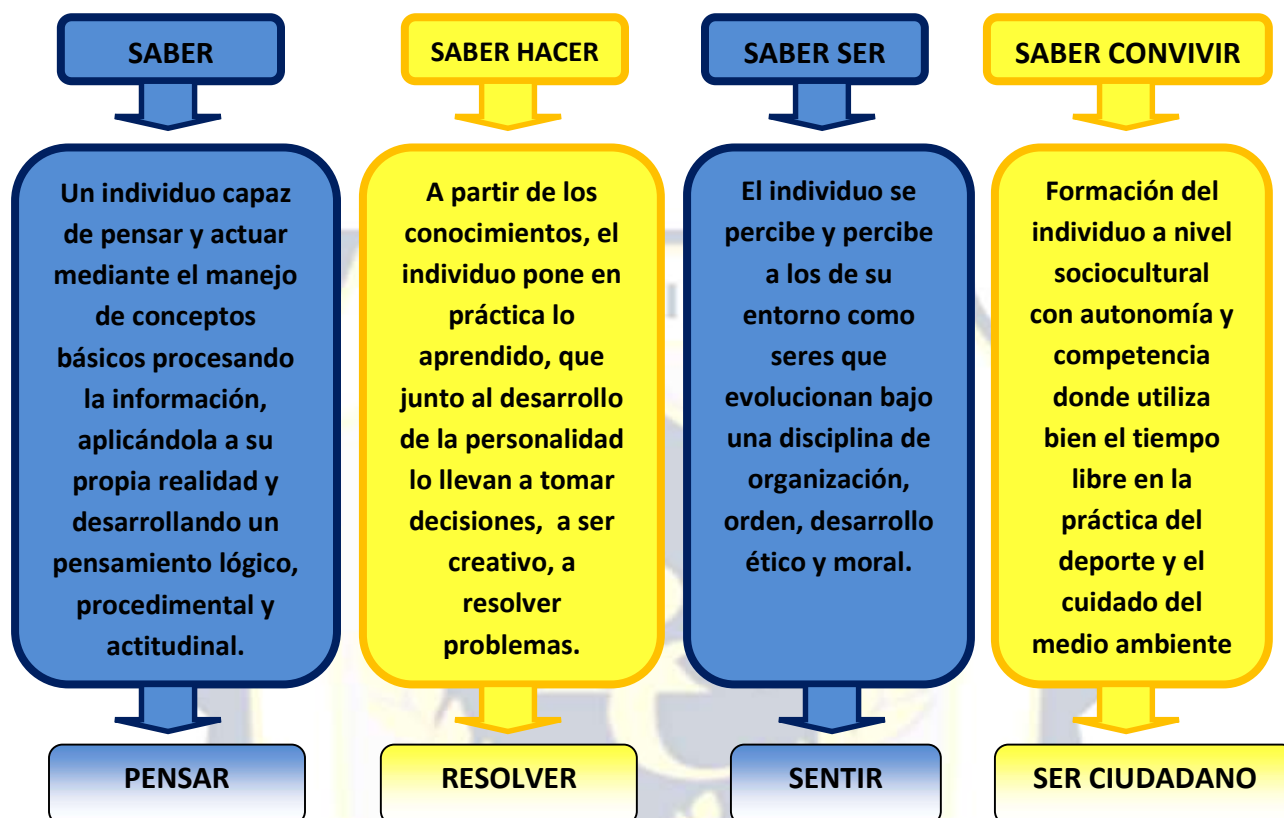 SABER
Un individuo capaz
de pensar y actuar
mediante el manejo
de conceptos
básicos procesando
la información,
aplicándola a su
propia realidad y
desarrollando un
pensamiento lógico,
procedimental y
actitudinal.
PENSAR
SABER HACER
A partir de los
conocimientos, el
individuo pone en
práctica lo
aprendido, que
junto al desarrollo
de la personalidad
lo llevan a tomar
decisiones, a ser
creativo, a
resolver
problemas.
RESOLVER
SABER SER
El individuo se
percibe y percibe
a los de su
entorno como
seres que
evolucionan bajo
una disciplina de
organización,
orden, desarrollo
ético y moral.
SENTIR
SABER CONVIVIR
Formación del
individuo a nivel
sociocultural
con autonomía y
competencia
donde utiliza
bien el tiempo
libre en la
práctica del
deporte y el
cuidado del
medio ambiente
SER CIUDADANO